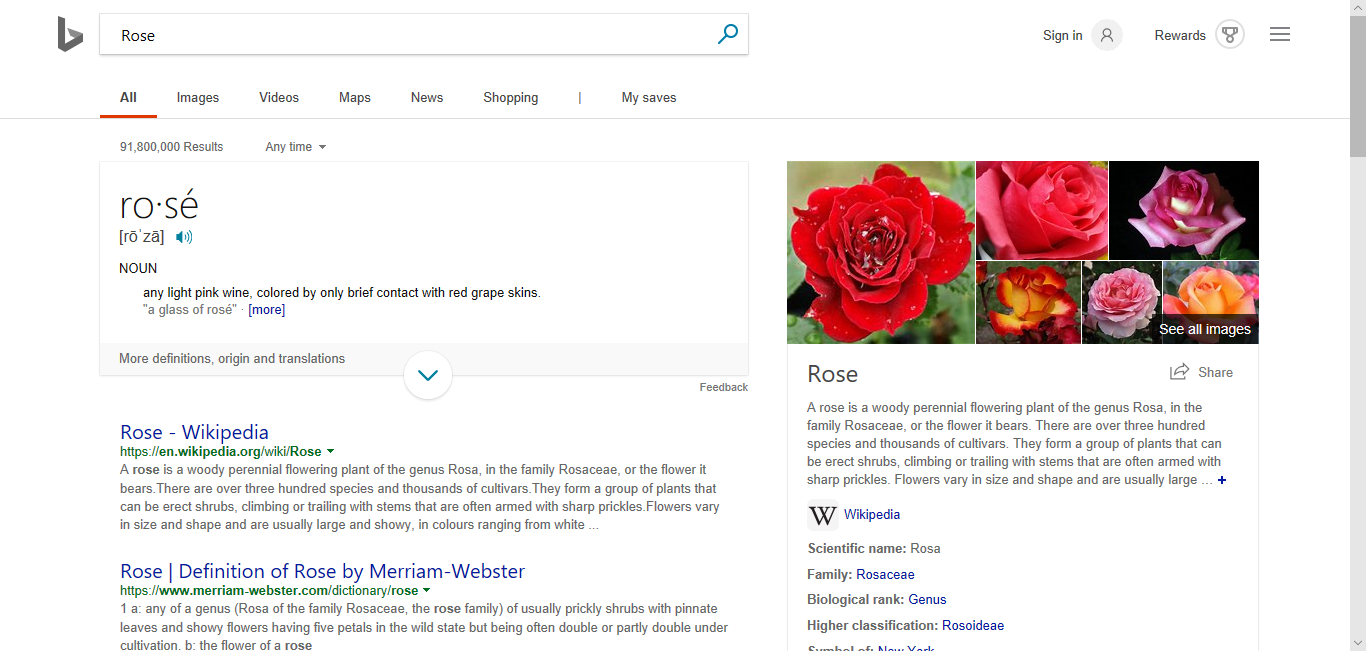 Rose
Sign in
Rewards
All Images Videos Maps News Shopping | My saves
91,800,000 Results Any time
ro·sé
[rōˈzā]
NOUN
any light pink wine, colored by only brief contact with red grape skins.
"a glass of rosé" · [more]
More definitions, origin and translations
Feedback
Rose - Wikipedia
https://en.wikipedia.org/wiki/Rose
A rose is a woody perennial flowering plant of the genus Rosa, in the family Rosaceae, or the flower it
bears.There are over three hundred species and thousands of cultivars.They form a group of plants that
can be erect shrubs, climbing or trailing with stems that are often armed with sharp prickles.Flowers vary
in size and shape and are usually large and showy, in colours ranging from white ...
Rose | Definition of Rose by Merriam-Webster
https://www.merriam-webster.com/dictionary/rose
1 a: any of a genus (Rosa of the family Rosaceae, the rose family) of usually prickly shrubs with pinnate
leaves and showy flowers having five petals in the wild state but being often double or partly double under
cultivation. b: the flower of a rose
See all images
Rose
Share
A rose is a woody perennial flowering plant of the genus Rosa, in the
family Rosaceae, or the flower it bears. There are over three hundred
species and thousands of cultivars. They form a group of plants that can
be erect shrubs, climbing or trailing with stems that are often armed with
sharp prickles. Flowers vary in size and shape and are usually large ... +
W Wikipedia
Scientific name: Rosa
Family: Rosaceae
Biological rank: Genus
Higher classification: Rosoideae
Symbol of: New York